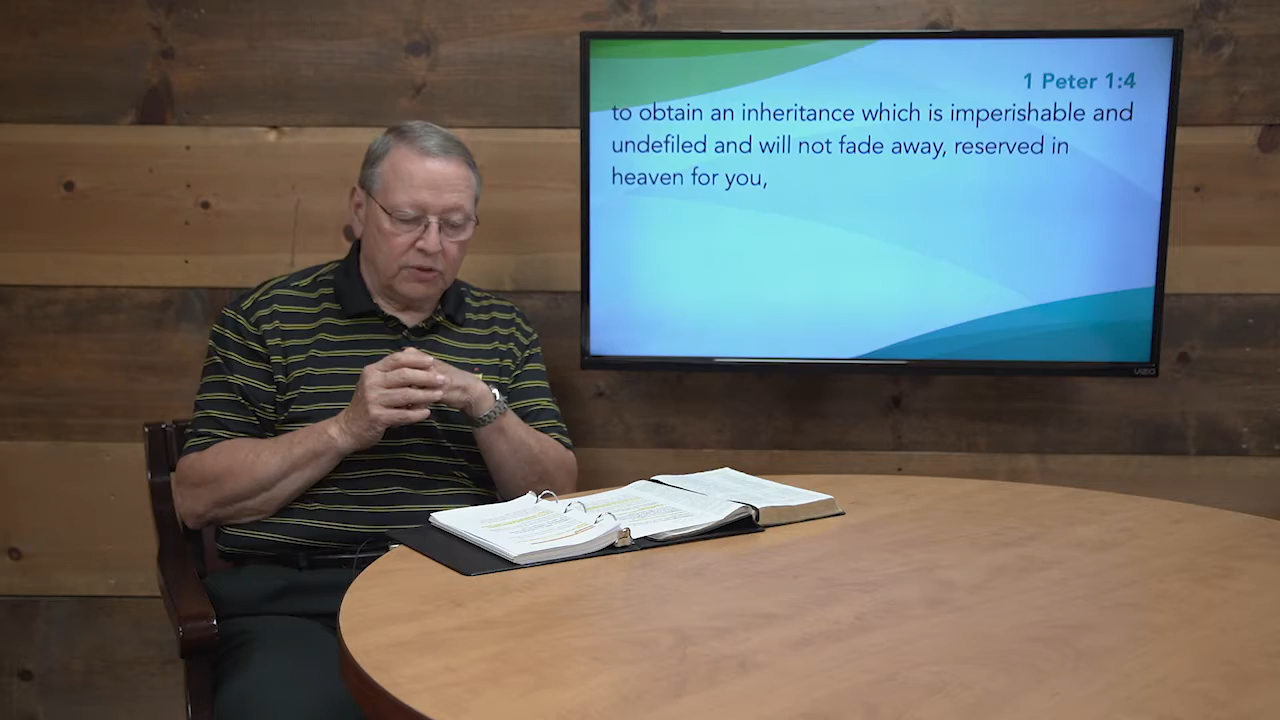 1 Peter 1:4
to obtain an inheritance which is imperishable and
undefiled and will not fade away, reserved in
heaven for you,
VIZIO